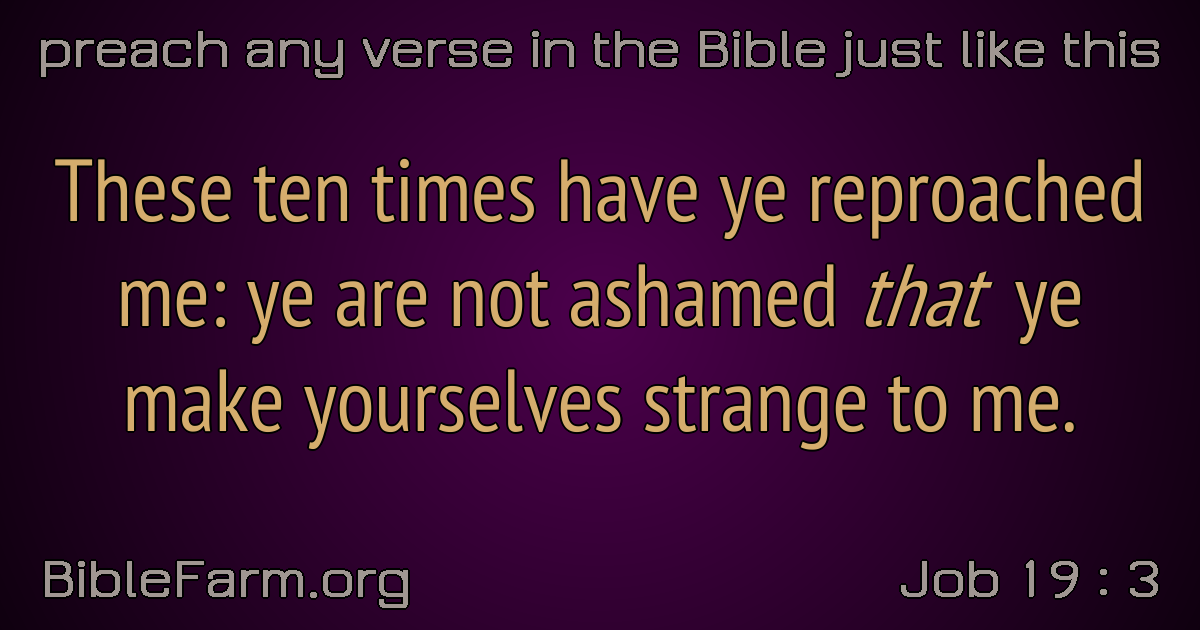 preach any verse in the Bible just like this
These ten times have ye reproached
me: ye are not ashamed that ye
make yourselves strange to me.
BibleFarm.org
Job 19 : 3